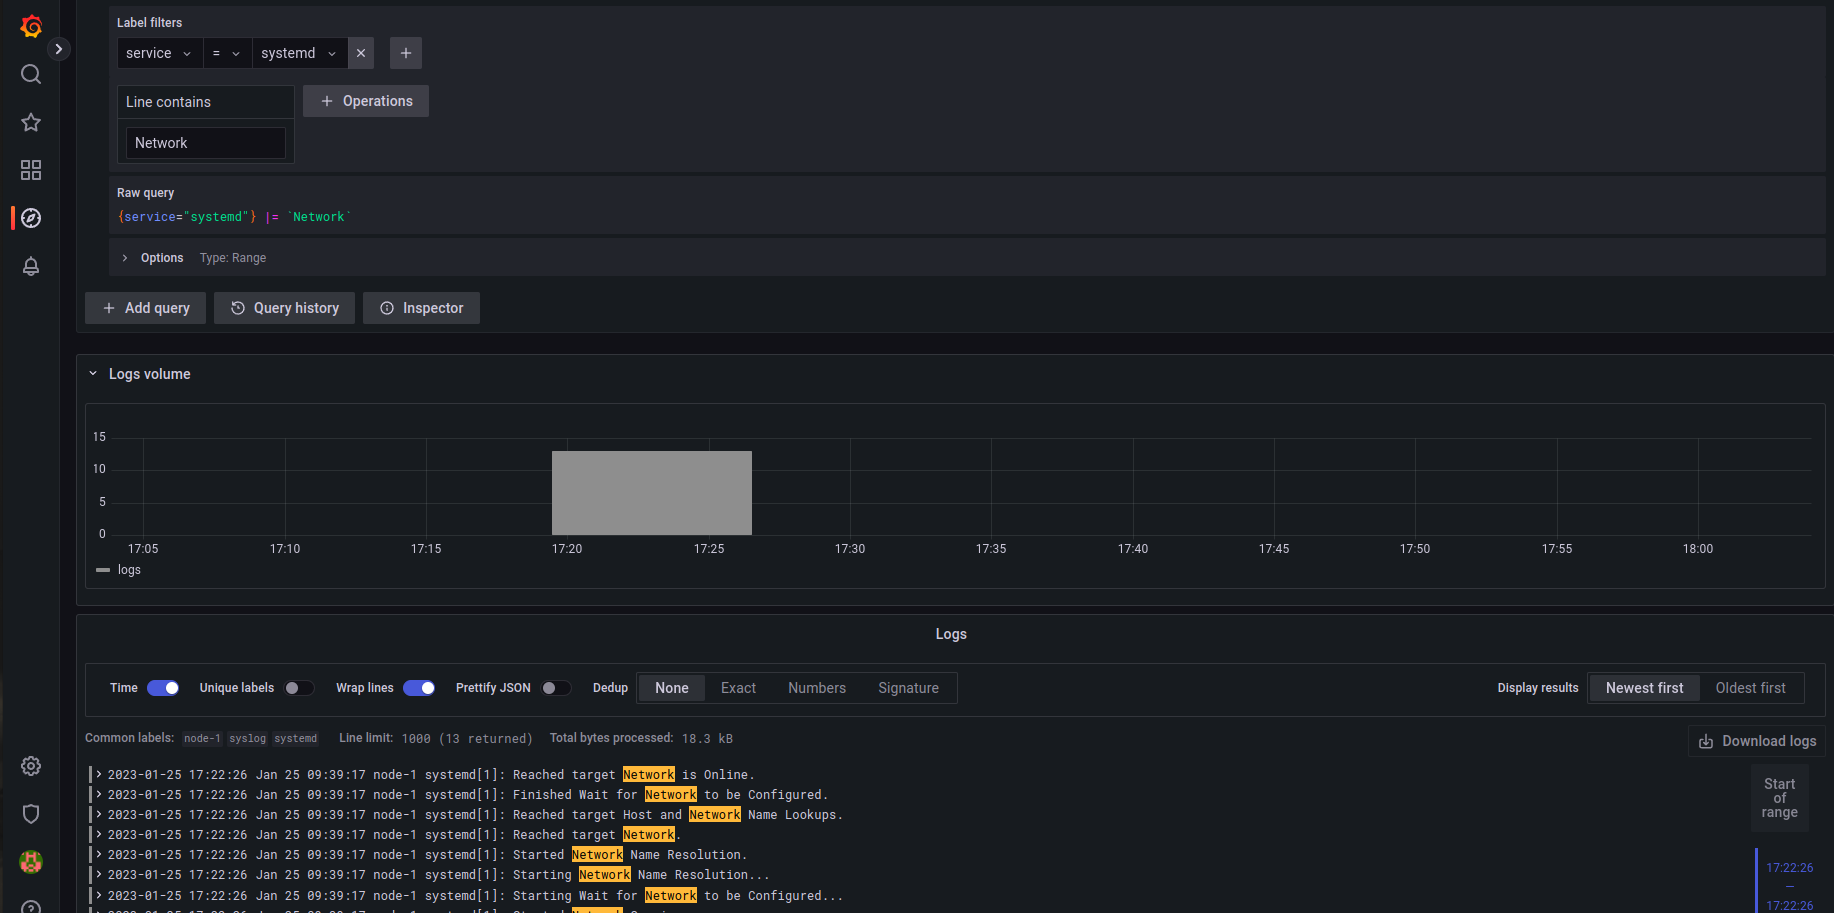 Label filters
service = systemd
Line contains
Operations
Network
Raw query
{service="systemd"} |= `Network`
Options Type: Range
Add query Query history Inspector
Logs volume
15
10
5
0
17:05 17:10 17:15 17:20 17:25 17:30 17:35 17:40 17:45 17:50 17:55 18:00
logs
Logs
Time Unique labels Wrap lines Prettify JSON Dedup None Exact Numbers Signature Display results Newest first Oldest first
Common labels: node-1 syslog systemd Line limit: 1000 (13 returned) Total bytes processed: 18.3 kB
Download logs
2023-01-25 17:22:26 Jan 25 09:39:17 node-1 systemd[1]: Reached target Network is Online.
2023-01-25 17:22:26 Jan 25 09:39:17 node-1 systemd[1]: Finished Wait for Network to be Configured.
2023-01-25 17:22:26 Jan 25 09:39:17 node-1 systemd[1]: Reached target Host and Network Name Lookups.
2023-01-25 17:22:26 Jan 25 09:39:17 node-1 systemd[1]: Reached target Network.
2023-01-25 17:22:26 Jan 25 09:39:17 node-1 systemd[1]: Started Network Name Resolution.
2023-01-25 17:22:26 Jan 25 09:39:17 node-1 systemd[1]: Starting Network Name Resolution...
2023-01-25 17:22:26 Jan 25 09:39:17 node-1 systemd[1]: Starting Wait for Network to be Configured...
Start
of
range
17:22:26
—
17:22:26